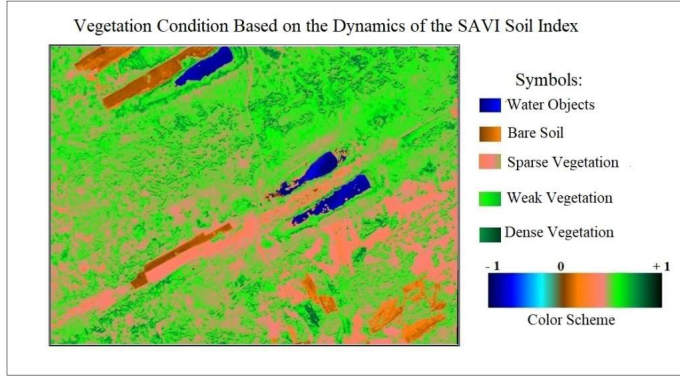 Vegetation Condition Based on the Dynamics of the SAVI Soil Index
Symbols:
Water Objects
Bare Soil
Sparse Vegetation
Weak Vegetation
Dense Vegetation
- 1 0 + 1
Color Scheme